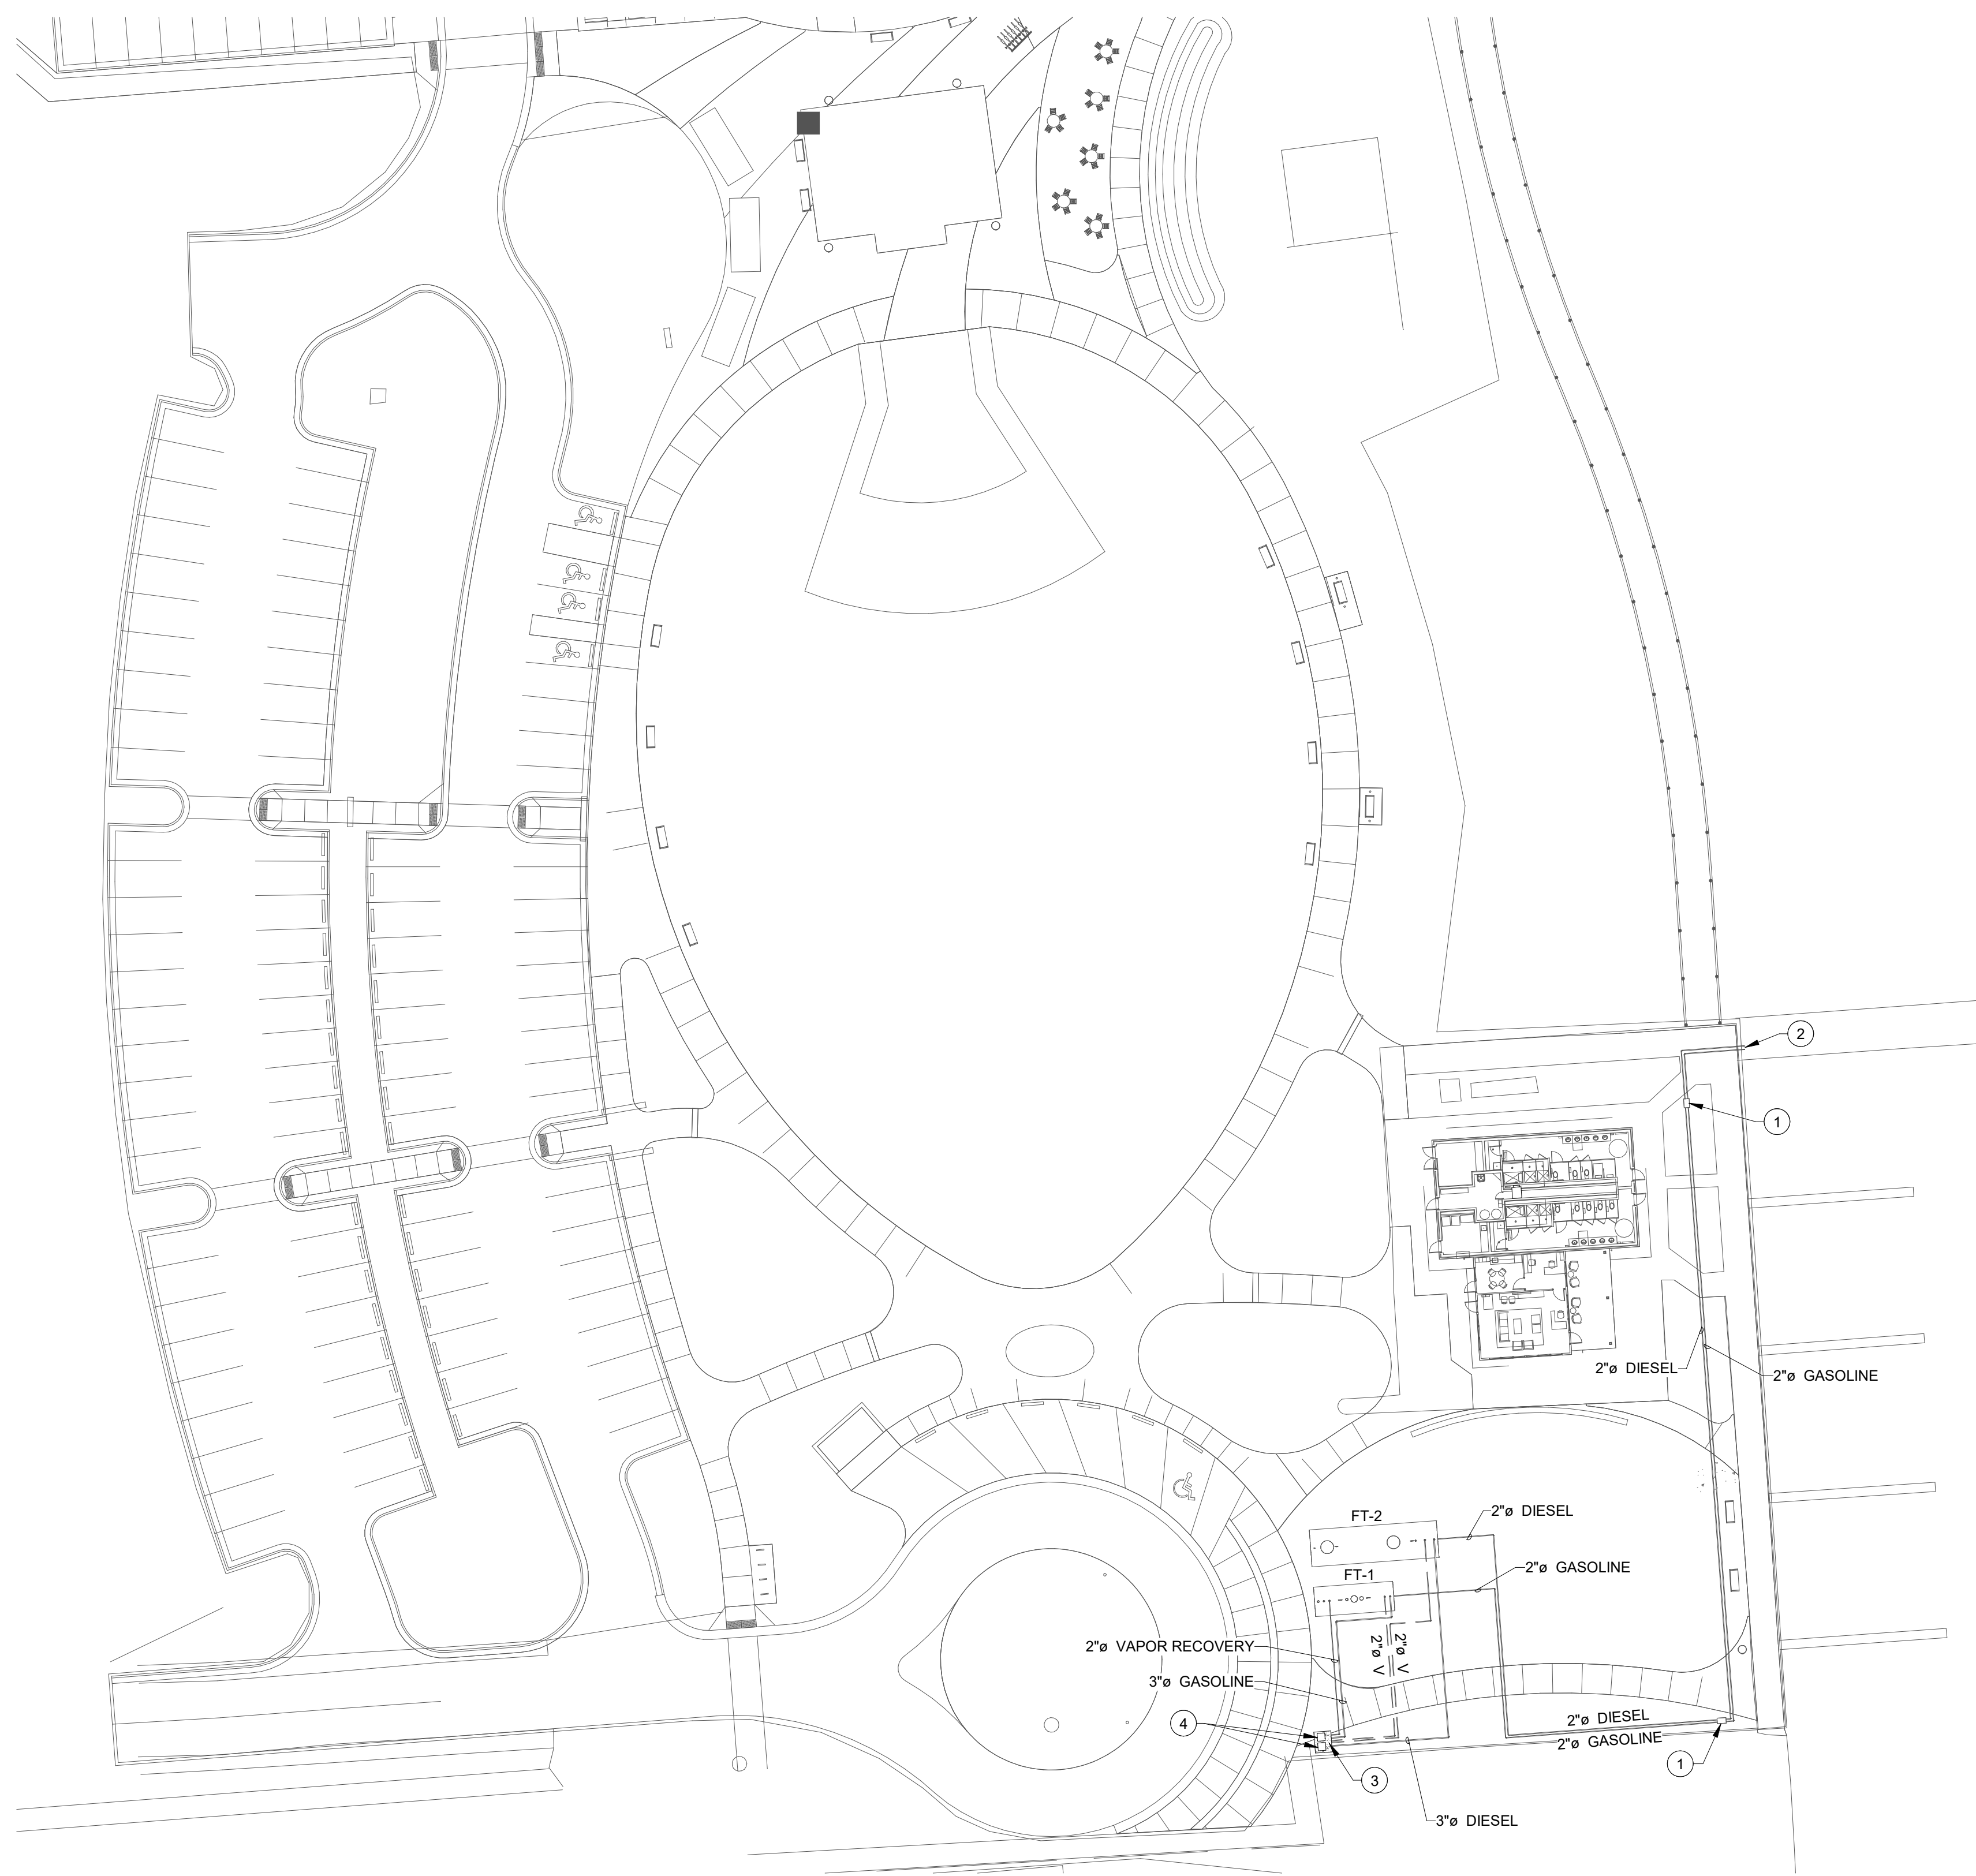 2
1
2"ø DIESEL
2"ø GASOLINE
FT-2
2"ø DIESEL
2"ø GASOLINE
FT-1
2"ø VAPOR RECOVERY
2"ø V
2"ø V
3"ø GASOLINE
4
2"ø DIESEL
2"ø GASOLINE
1
3
3"ø DIESEL